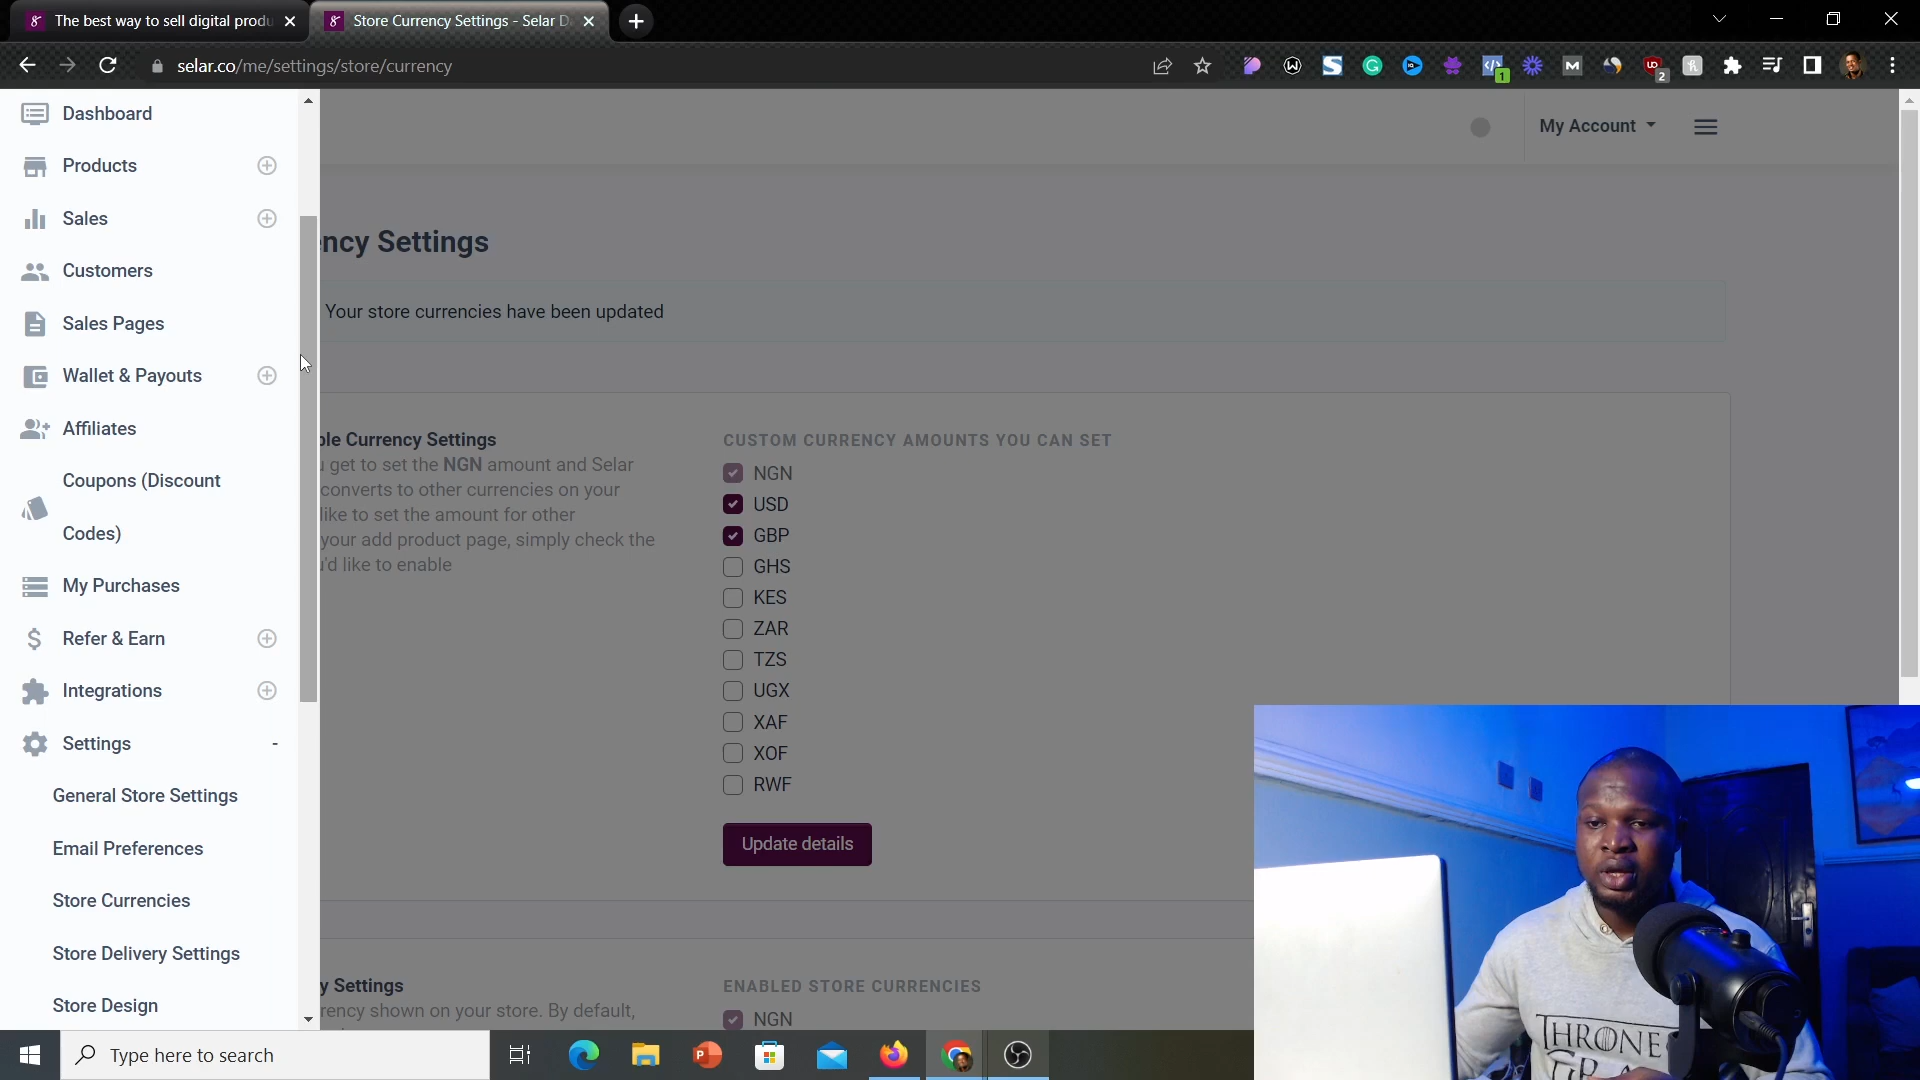 The best way to sell digital produ
Store Currency Settings - Selar D
selar.co/me/settings/store/currency
1
2
Dashboard
Products
Sales
Customers
Sales Pages
Wallet & Payouts
Affiliates
Coupons (Discount
Codes)
My Purchases
Refer & Earn
Integrations
Settings
General Store Settings
Email Preferences
Store Currencies
Store Delivery Settings
Store Design
My Account
ncy Settings
Your store currencies have been updated
ble Currency Settings
get to set the NGN amount and Selar
converts to other currencies on your
like to set the amount for other
your add product page, simply check the
u'd like to enable
CUSTOM CURRENCY AMOUNTS YOU CAN SET
NGN
USD
GBP
GHS
KES
ZAR
TZS
UGX
XAF
XOF
RWF
Update details
y Settings
rency shown on your store. By default,
ENABLED STORE CURRENCIES
NGN
Type here to search
THRONE